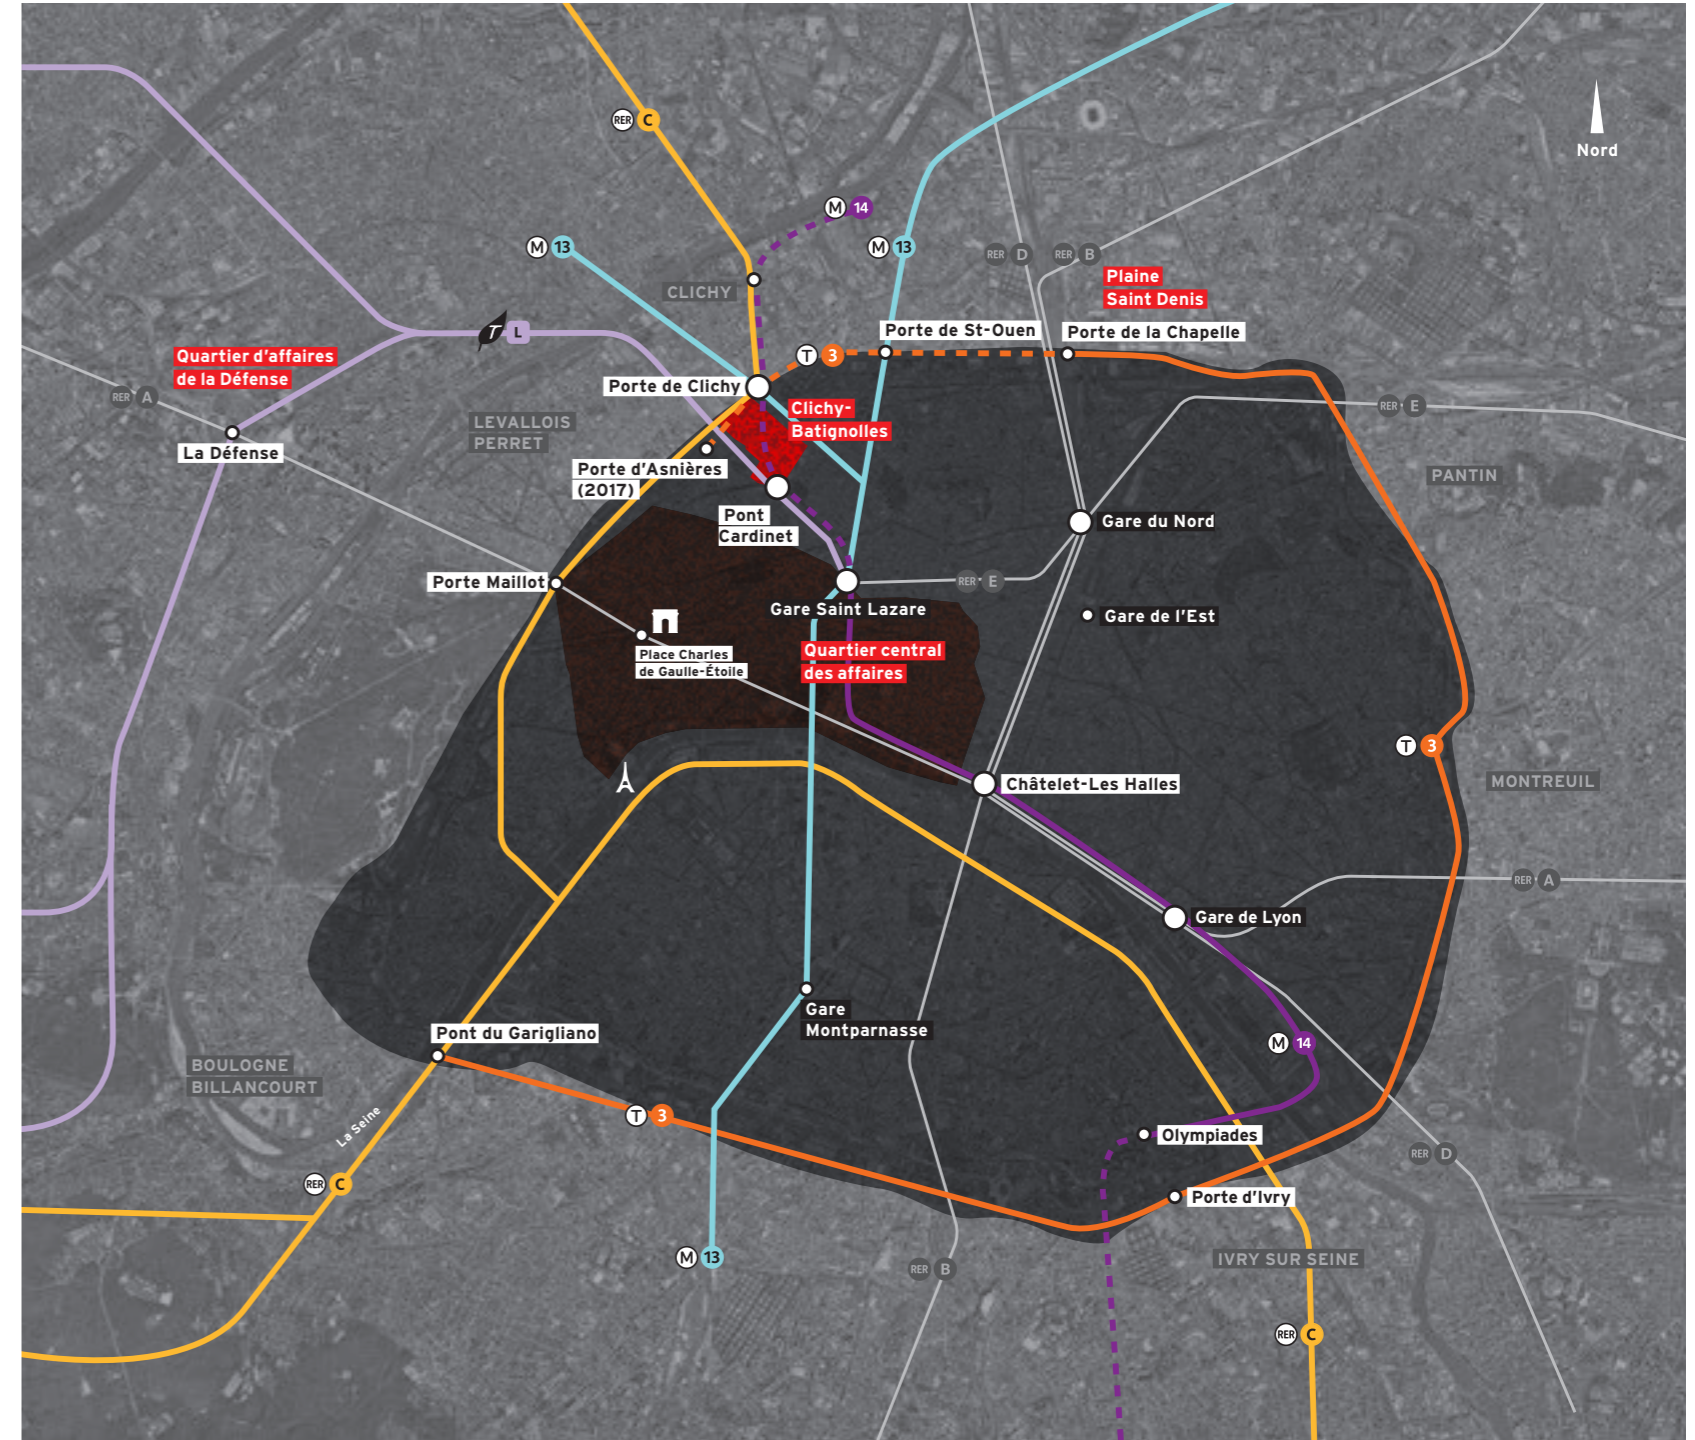 RER C
Nord
M 14
M 13
M 13
RER D
RER B
Plaine
Saint Denis
CLICHY
T L
Porte de St-Ouen
Porte de la Chapelle
Quartier d'affaires
de la Défense
T 3
Porte de Clichy
RER A
Clichy-
Batignolles
RER E
LEVALLOIS
PERRET
La Défense
Porte d'Asnières
(2017)
PANTIN
Pont
Cardinet
Gare du Nord
Porte Maillot
RER E
Gare Saint Lazare
Gare de l'Est
Place Charles
de Gaulle-Étoile
Quartier central
des affaires
T 3
Châtelet-Les Halles
MONTREUIL
RER A
Gare de Lyon
Gare
Montparnasse
Pont du Garigliano
M 14
BOULOGNE
BILLANCOURT
La Seine
T 3
Olympiades
RER D
RER C
Porte d'Ivry
M 13
RER B
IVRY SUR SEINE
RER C